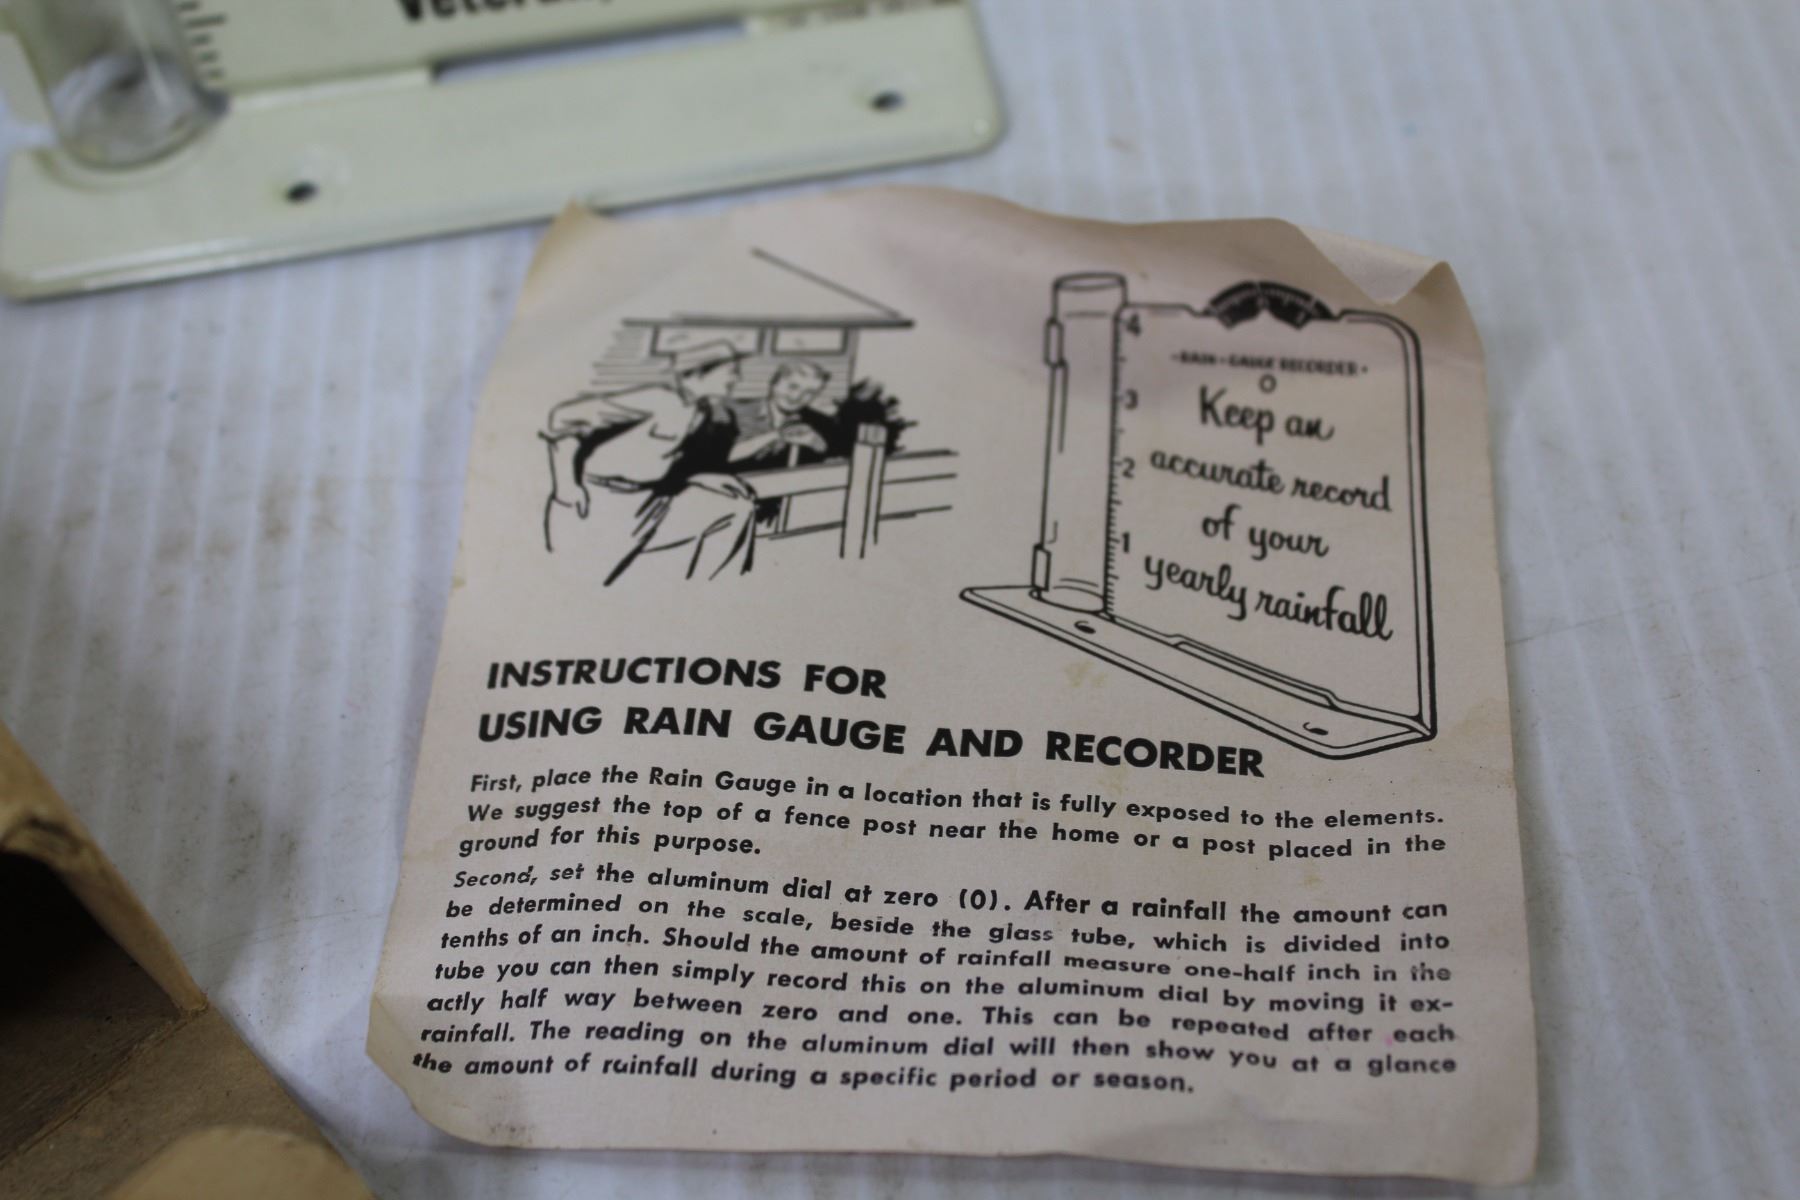 4
3
2
1
•RAIN • GAUGE RECORDER•
Keep an
accurate record
of your
yearly rainfall
INSTRUCTIONS FOR
USING RAIN GAUGE AND RECORDER
First, place the Rain Gauge in a location that is fully exposed to the elements.
We suggest the top of a fence post near the home or a post placed in the
ground for this purpose.
Second, set the aluminum dial at zero (0). After a rainfall the amount can
be determined on the scale, beside the glass tube, which is divided into
tenths of an inch. Should the amount of rainfall measure one-half inch in the
tube you can then simply record this on the aluminum dial by moving it ex-
actly half way between zero and one. This can be repeated after each
rainfall. The reading on the aluminum dial will then show you at a glance
the amount of rainfall during a specific period or season.